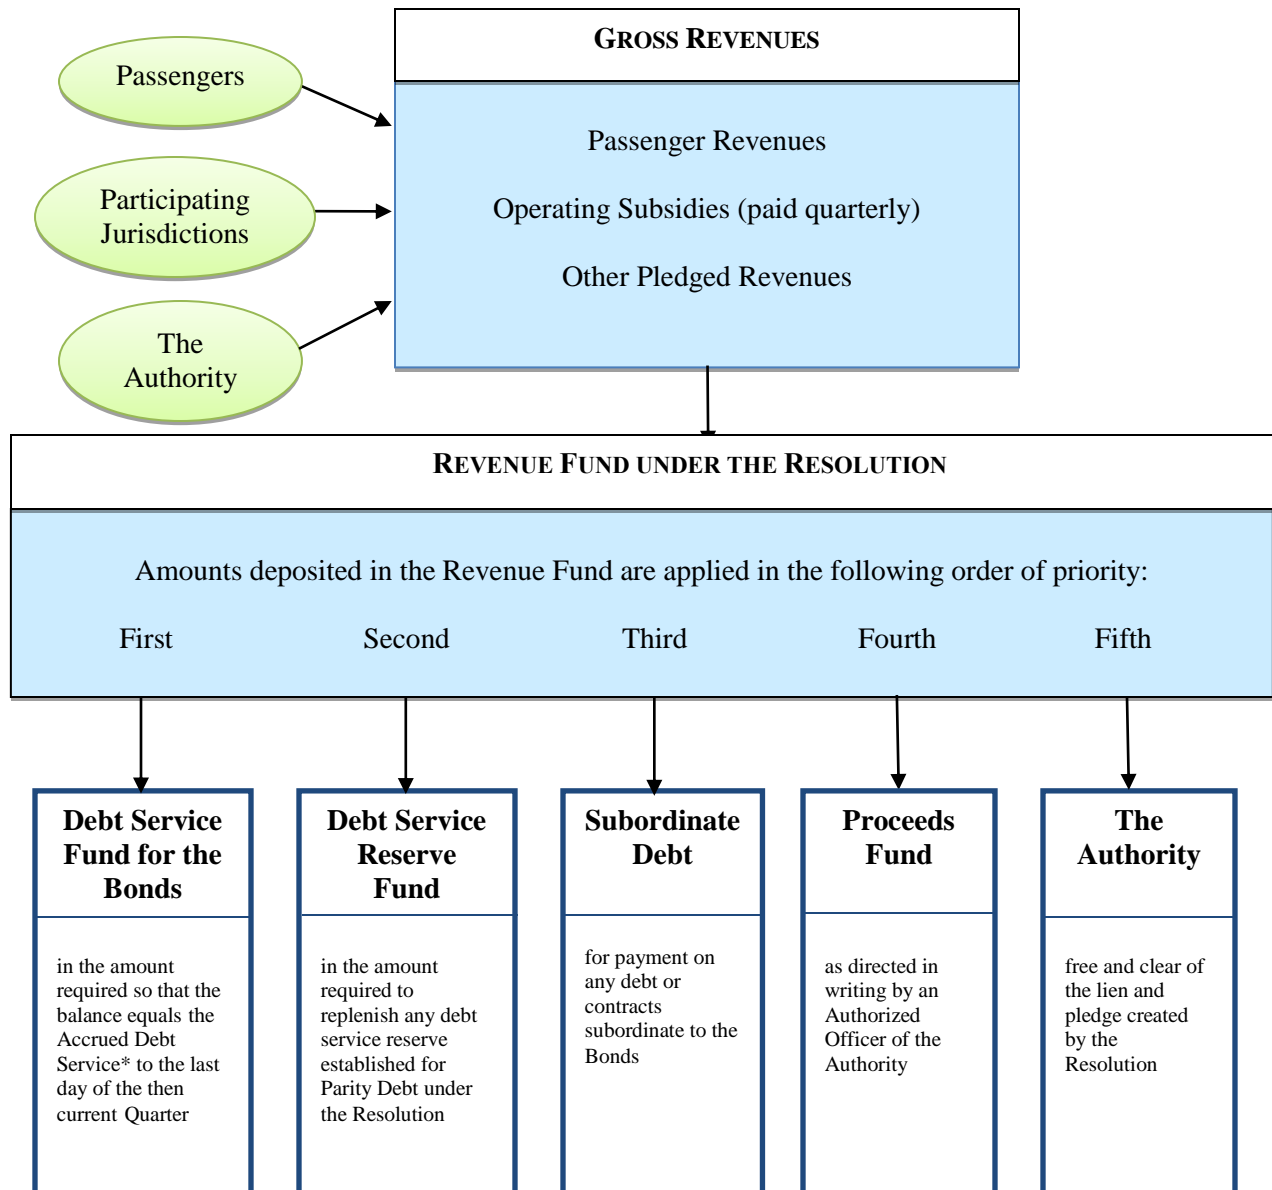 GROSS REVENUES
Passengers
Passenger Revenues
Participating
Jurisdictions
Operating Subsidies (paid quarterly)
Other Pledged Revenues
The
Authority
REVENUE FUND UNDER THE RESOLUTION
Amounts deposited in the Revenue Fund are applied in the following order of priority:
First Second Third Fourth Fifth
Debt Service
Fund for the
Bonds
in the amount
required so that the
balance equals the
Accrued Debt
Service* to the last
day of the then
current Quarter
Debt Service
Reserve
Fund
in the amount
required to
replenish any debt
service reserve
established for
Parity Debt under
the Resolution
Subordinate
Debt
for payment on
any debt or
contracts
subordinate to the
Bonds
Proceeds
Fund
as directed in
writing by an
Authorized
Officer of the
Authority
The
Authority
free and clear of
the lien and
pledge created
by the
Resolution